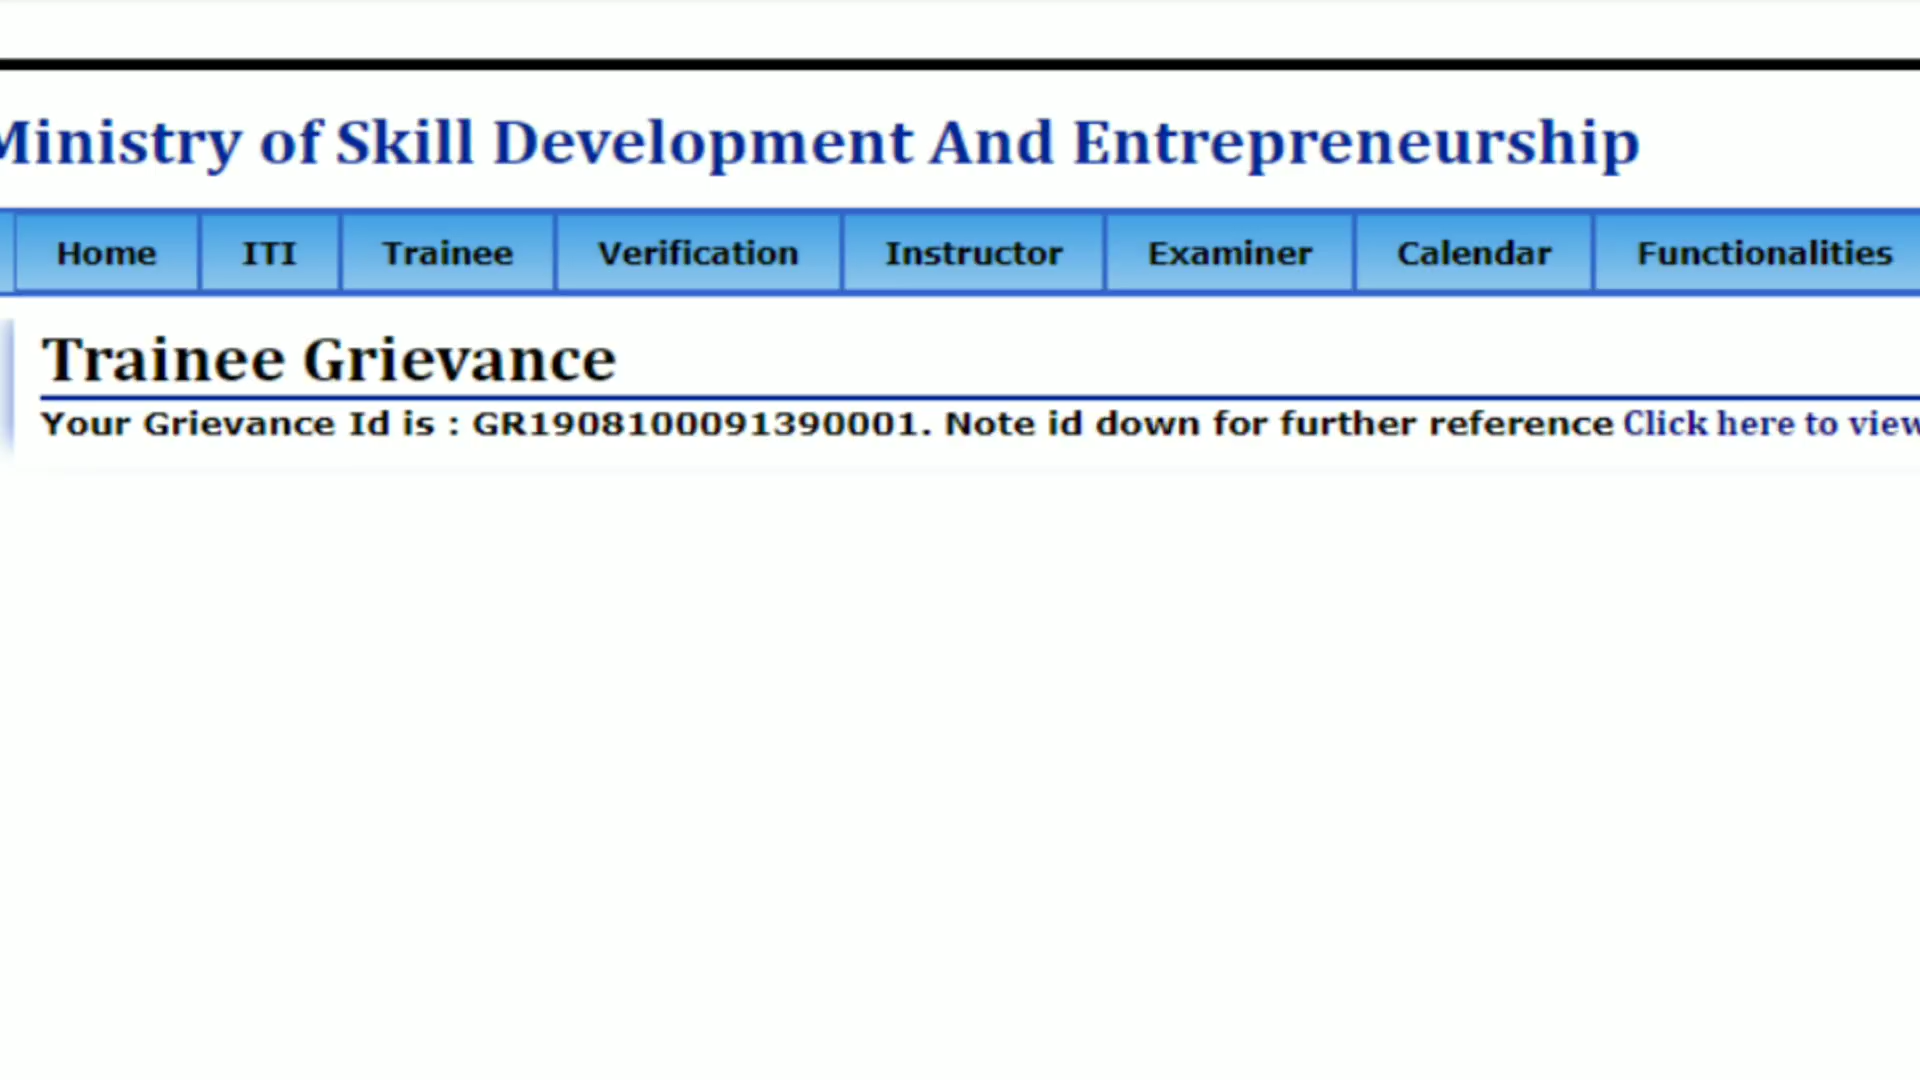 Ministry of Skill Development And Entrepreneurship
Home ITI Trainee Verification Instructor Examiner Calendar Functionalities
Trainee Grievance
Your Grievance Id is : GR1908100091390001. Note id down for further reference Click here to view